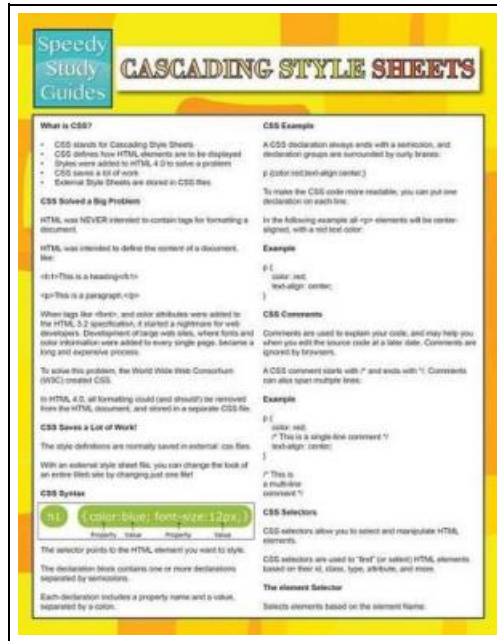 Speedy
Study
Guides
CASCADING STYLE SHEETS
What is CSS?
• CSS stands for Cascading Style Sheets
• CSS defines how HTML elements are to be displayed
• Styles were added to HTML 4.0 to solve a problem
• CSS saves a lot of work
• External Style Sheets are stored in CSS files
CSS Solved a Big Problem
HTML was NEVER intended to contain tags for formatting a
document.
HTML was intended to define the content of a document,
like:
<h1>This is a heading</h1>
<p>This is a paragraph.</p>
When tags like <font>, and color attributes were added to
the HTML 3.2 specification, it started a nightmare for web
developers. Development of large web sites, where fonts and
color information were added to every single page, became a
long and expensive process.
To solve this problem, the World Wide Web Consortium
(W3C) created CSS.
In HTML 4.0, all formatting could (and should!) be removed
from the HTML document, and stored in a separate CSS file.
CSS Saves a Lot of Work!
The style definitions are normally saved in external .css files.
With an external style sheet file, you can change the look of
an entire Web site by changing just one file!
CSS Syntax
h1 {color:blue; font-size:12px;}
Property Value Property Value
The selector points to the HTML element you want to style.
The declaration block contains one or more declarations
separated by semicolons.
Each declaration includes a property name and a value,
separated by a colon.
CSS Example
A CSS declaration always ends with a semicolon, and
declaration groups are surrounded by curly braces:
p {color:red;text-align:center;}
To make the CSS code more readable, you can put one
declaration on each line.
In the following example all <p> elements will be center-
aligned, with a red text color:
Example
p {
color: red;
text-align: center;
}
CSS Comments
Comments are used to explain your code, and may help you
when you edit the source code at a later date. Comments are
ignored by browsers.
A CSS comment starts with /* and ends with */. Comments
can also span multiple lines:
Example
p {
color: red;
/* This is a single-line comment */
text-align: center;
}
/* This is
a multi-line
comment */
CSS Selectors
CSS selectors allow you to select and manipulate HTML
elements.
CSS selectors are used to "find" (or select) HTML elements
based on their id, class, type, attribute, and more.
The element Selector
Selects elements based on the element Name.